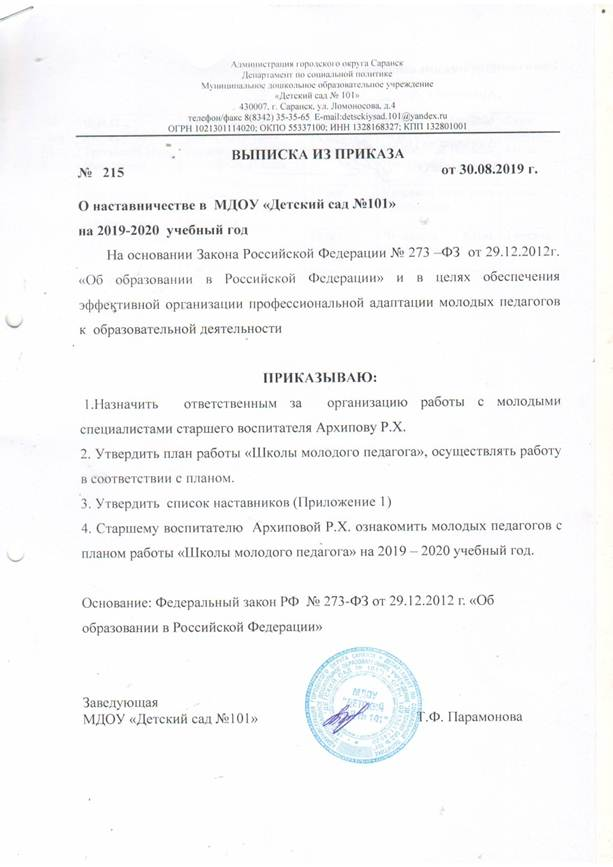 Администрация городского округа Саранск
Департамент по социальной политике
Муниципальное дошкольное образовательное учреждение
«Детский сад № 101»
430007, г. Саранск, ул. Ломоносова, д.4
телефон/факс 8(8342) 35-35-65 E-mail:detsckiysad.101@yandex.ru
ОГРН 1021301114020; ОКПО 55337100; ИНН 1328168327; КПП 132801001
ВЫПИСКА ИЗ ПРИКАЗА
№ 215 от 30.08.2019 г.
О наставничестве в МДОУ «Детский сад №101»
на 2019-2020 учебный год
На основании Закона Российской Федерации № 273 –ФЗ от 29.12.2012г.
«Об образовании в Российской Федерации» и в целях обеспечения
эффективной организации профессиональной адаптации молодых педагогов
к образовательной деятельности
ПРИКАЗЫВАЮ:
1.Назначить ответственным за организацию работы с молодыми
специалистами старшего воспитателя Архипову Р.Х.
2. Утвердить план работы «Школы молодого педагога», осуществлять работу
в соответствии с планом.
3. Утвердить список наставников (Приложение 1)
4. Старшему воспитателю Архиповой Р.Х. ознакомить молодых педагогов с
планом работы «Школы молодого педагога» на 2019 – 2020 учебный год.
Основание: Федеральный закон РФ № 273-ФЗ от 29.12.2012 г. «Об
образовании в Российской Федерации»
Заведующая
МДОУ «Детский сад №101» Т.Ф. Парамонова
МДОУ
"ДЕТСКИЙ
САД № 101"